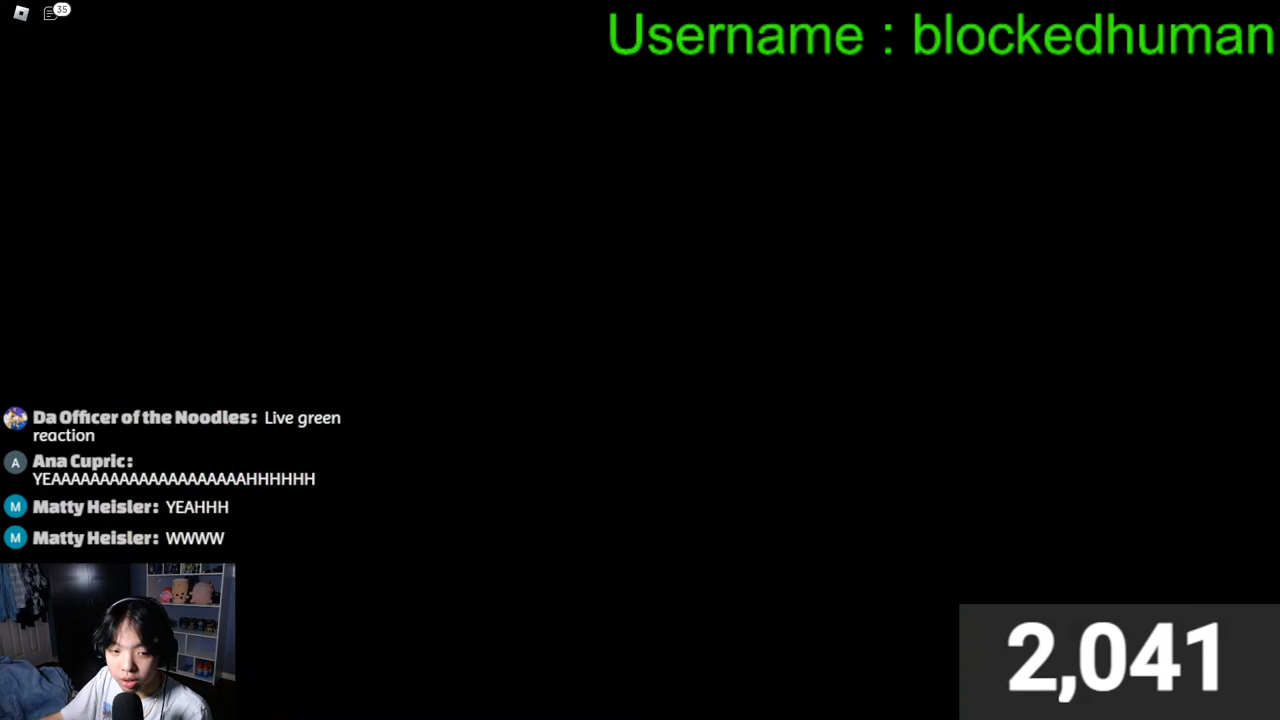 35
Username : blockedhuman
Da Officer of the Noodles: Live green
reaction
A Ana Cupric:
YEAAAAAAAAAAAAAAAAAAAAHHHHHH
M Matty Heisler: YEAHHH
M Matty Heisler: WWWW
2,041